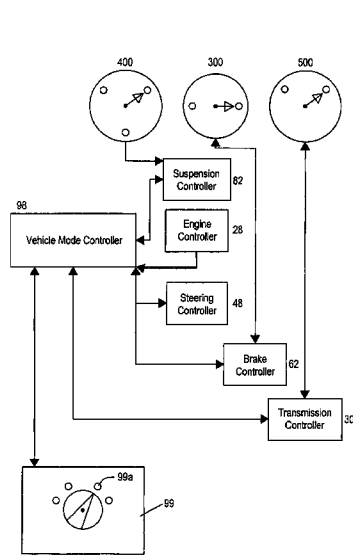 400
300
500
Suspension
Controller
82
98
Vehicle Mode Controller
Engine
Controller
28
Steering
Controller
48
Brake
Controller
62
Transmission
Controller
30
99a
99